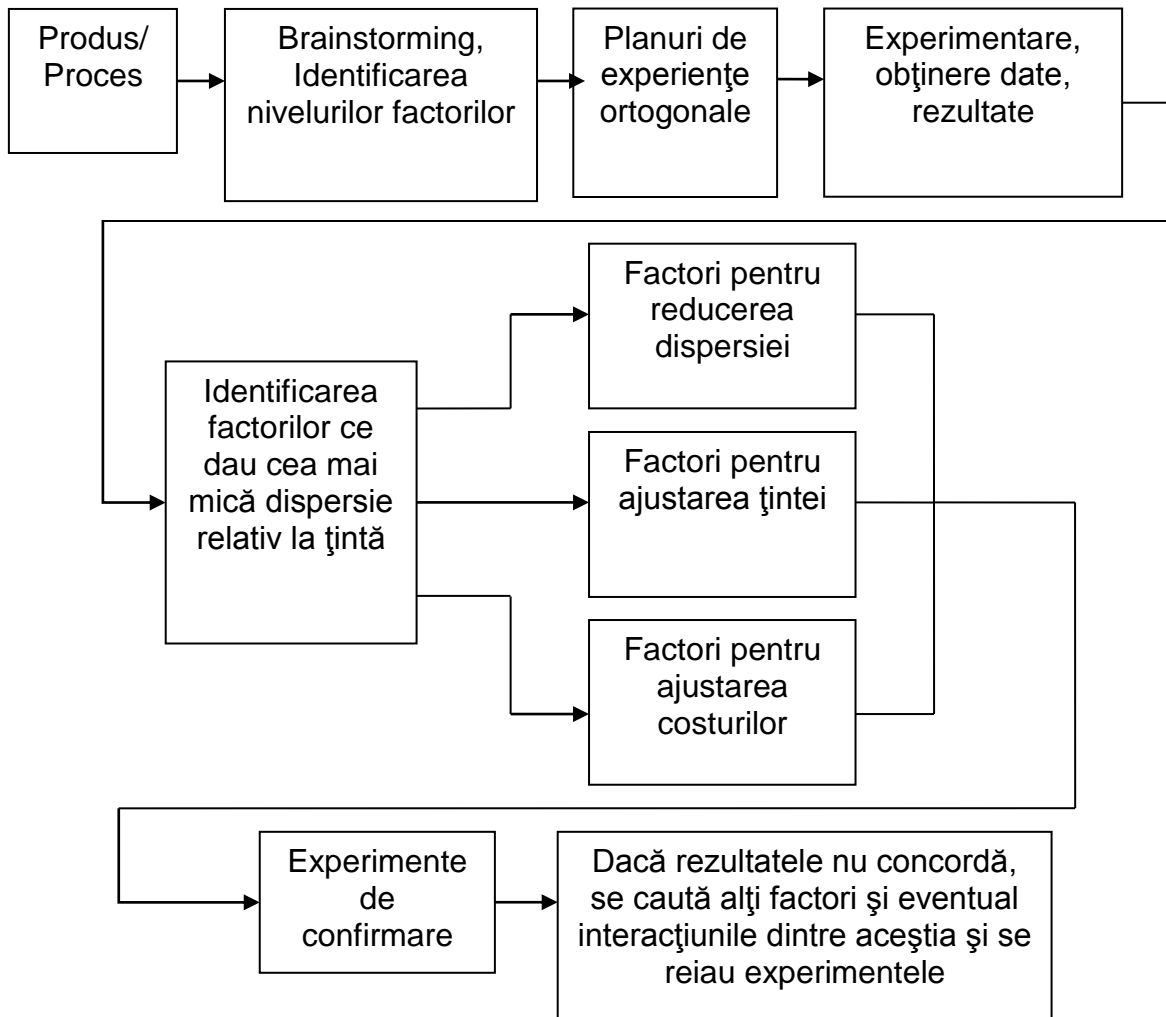 Produs/
Proces
Brainstorming,
Identificarea
nivelurilor factorilor
Planuri de
experienţe
ortogonale
Experimentare,
obţinere date,
rezultate
Identificarea
factorilor ce
dau cea mai
mică dispersie
relativ la ţintă
Factori pentru
reducerea
dispersiei
Factori pentru
ajustarea ţintei
Factori pentru
ajustarea
costurilor
Experimente
de
confirmare
Dacă rezultatele nu concordă,
se caută alţi factori şi eventual
interacţiunile dintre aceştia şi se
reiau experimentele